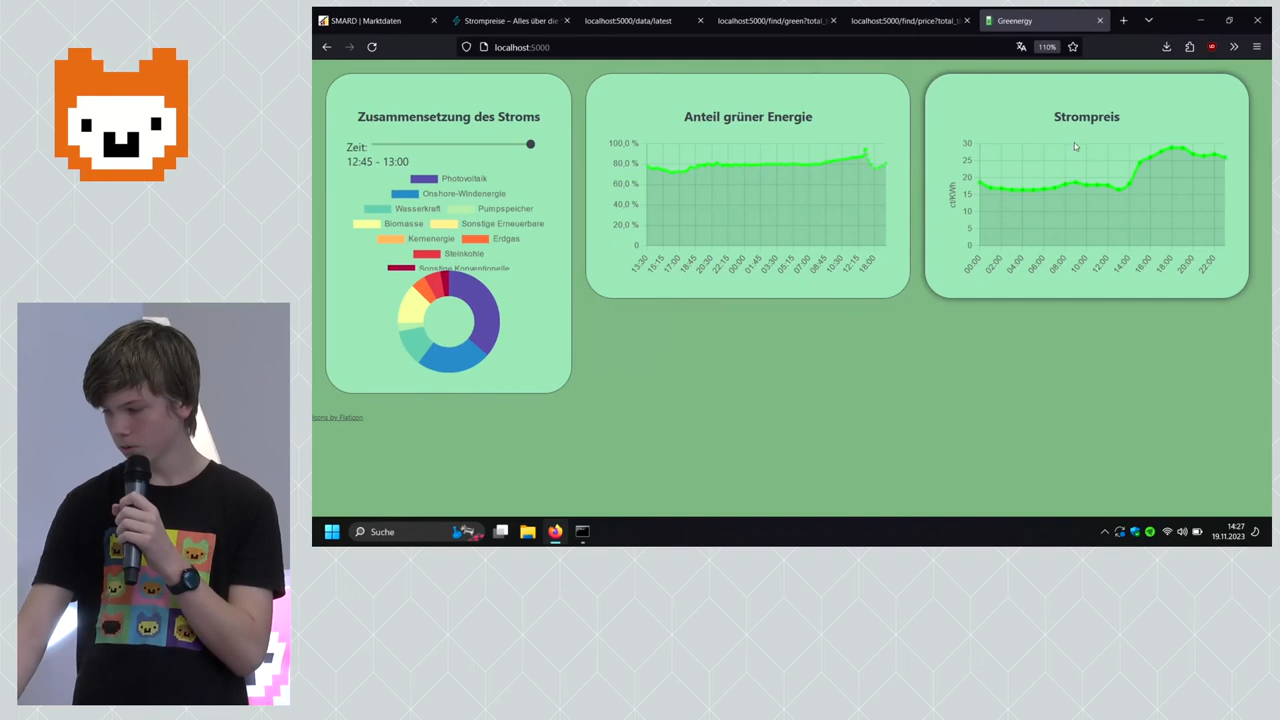 SMARD | Marktdaten
Strompreise – Alles über die
localhost:5000/data/latest
localhost:5000/find/green?total_
localhost:5000/find/price?total_
Greenergy
localhost:5000
110%
Zusammensetzung des Stroms
Zeit:
12:45 - 13:00
Photovoltaik
Onshore-Windenergie
Wasserkraft
Pumpspeicher
Biomasse
Sonstige Erneuerbare
Kernenergie
Erdgas
Steinkohle
Sonstige Konventionelle
Anteil grüner Energie
100,0 %
80,0 %
60,0 %
40,0 %
20,0 %
0
13:30
15:15
17:00
18:45
20:30
22:15
00:00
01:45
03:30
05:15
07:00
08:45
10:30
12:15
18:00
Strompreis
ct/KWh
30
25
20
15
10
5
0
00:00
02:00
04:00
06:00
08:00
10:00
12:00
14:00
16:00
18:00
20:00
22:00
Icons by Flaticon
Suche
14:27
19.11.2023